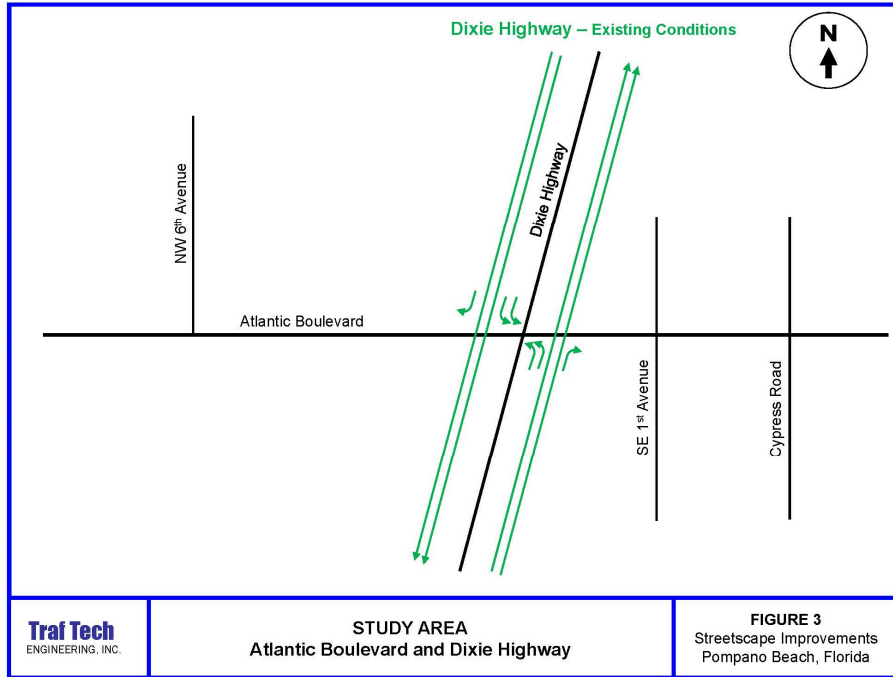 Dixie Highway – Existing Conditions
N
NW 6th Avenue
Dixie Highway
Atlantic Boulevard
SE 1st Avenue
Cypress Road
Traf Tech
ENGINEERING, INC.
STUDY AREA
Atlantic Boulevard and Dixie Highway
FIGURE 3
Streetscape Improvements
Pompano Beach, Florida